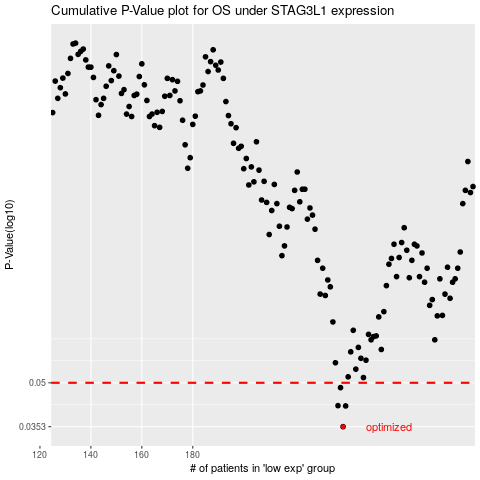 Cumulative P-Value plot for OS under STAG3L1 expression
P-Value(log10)
0.05
0.0353
optimized
120 140 160 180
# of patients in 'low exp' group